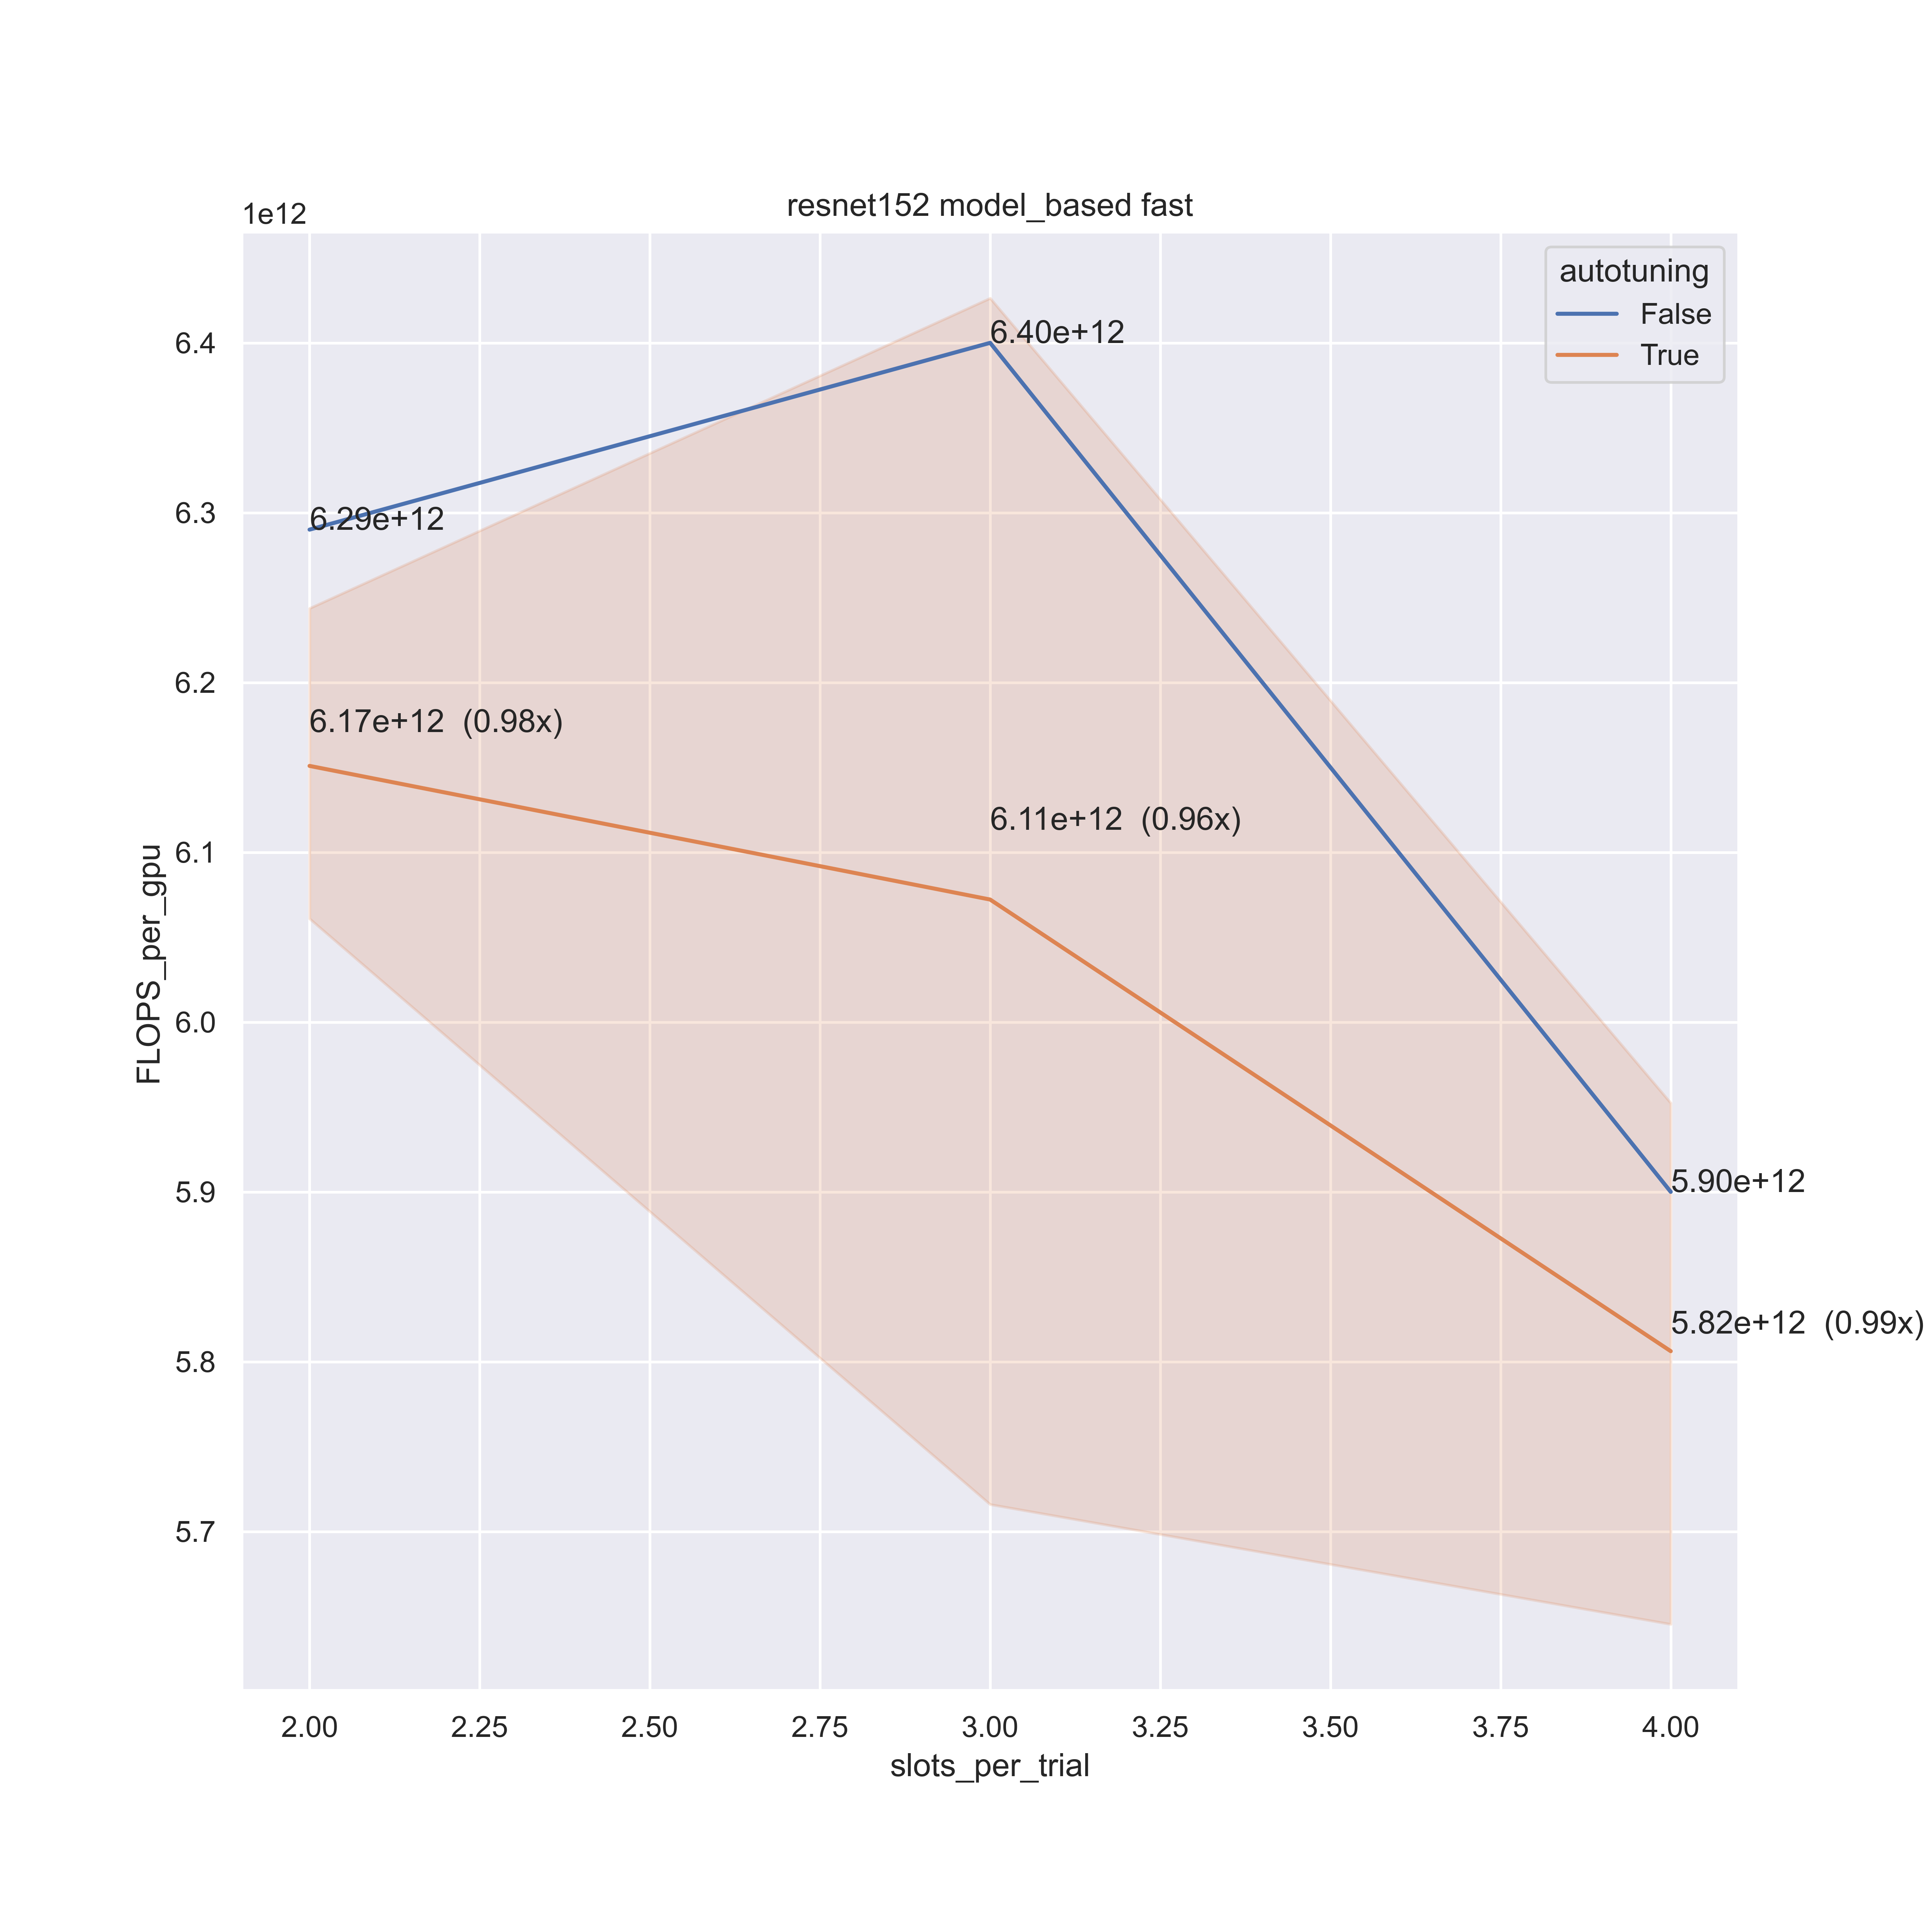 resnet152 model_based fast
1e12
autotuning
False
True
6.4
6.3
6.2
6.1
6.0
5.9
5.8
5.7
FLOPS_per_gpu
6.40e+12
6.29e+12
6.17e+12 (0.98x)
6.11e+12 (0.96x)
5.90e+12
5.82e+12 (0.99x)
2.00 2.25 2.50 2.75 3.00 3.25 3.50 3.75 4.00
slots_per_trial